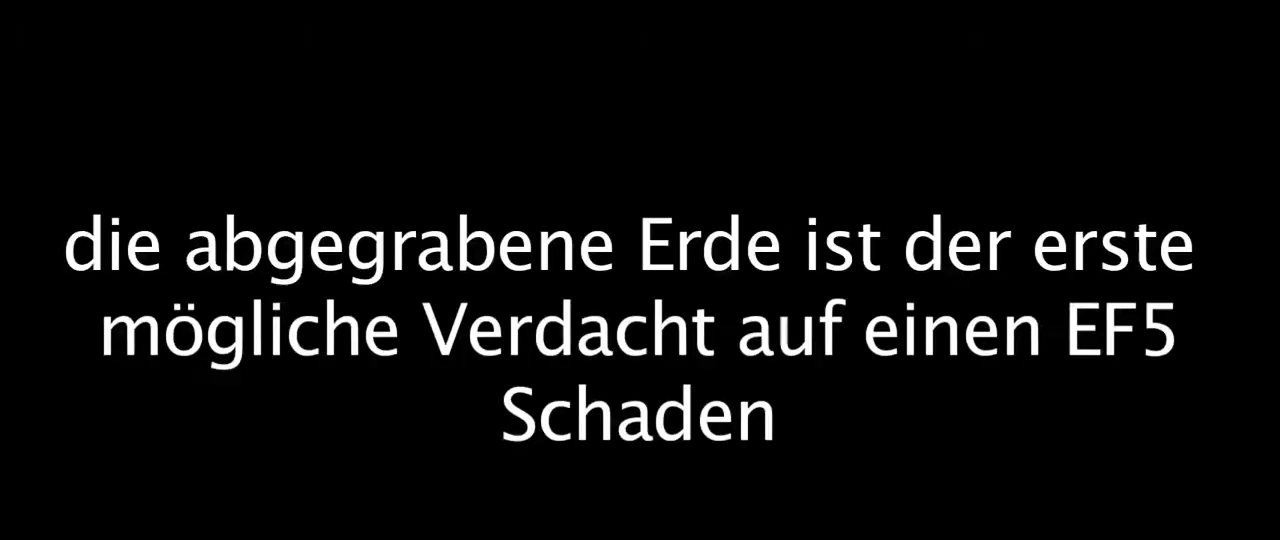 die abgegrabene Erde ist der erste
mögliche Verdacht auf einen EF5
Schaden